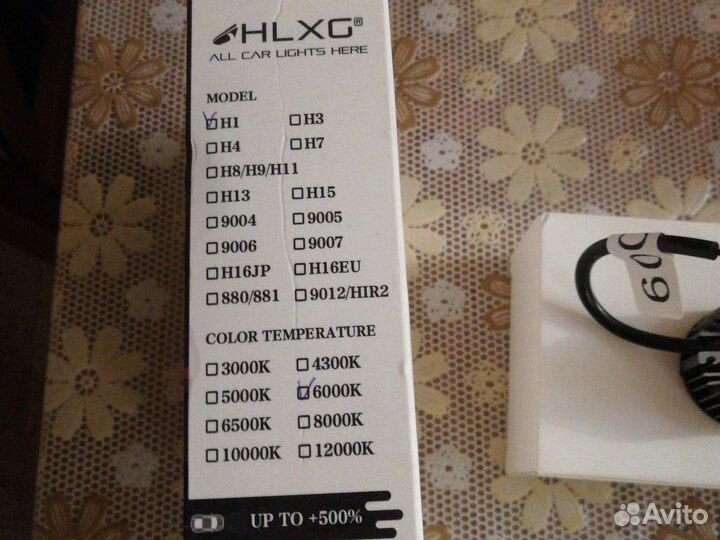 HLXG®
ALL CAR LIGHTS HERE
MODEL
H1 H3
H4 H7
H8/H9/H11
H13 H15
9004 9005
9006 9007
H16JP H16EU
880/881 9012/HIR2
COLOR TEMPERATURE
3000K 4300K
5000K 6000K
6500K 8000K
10000K 12000K
UP TO +500%
Avito